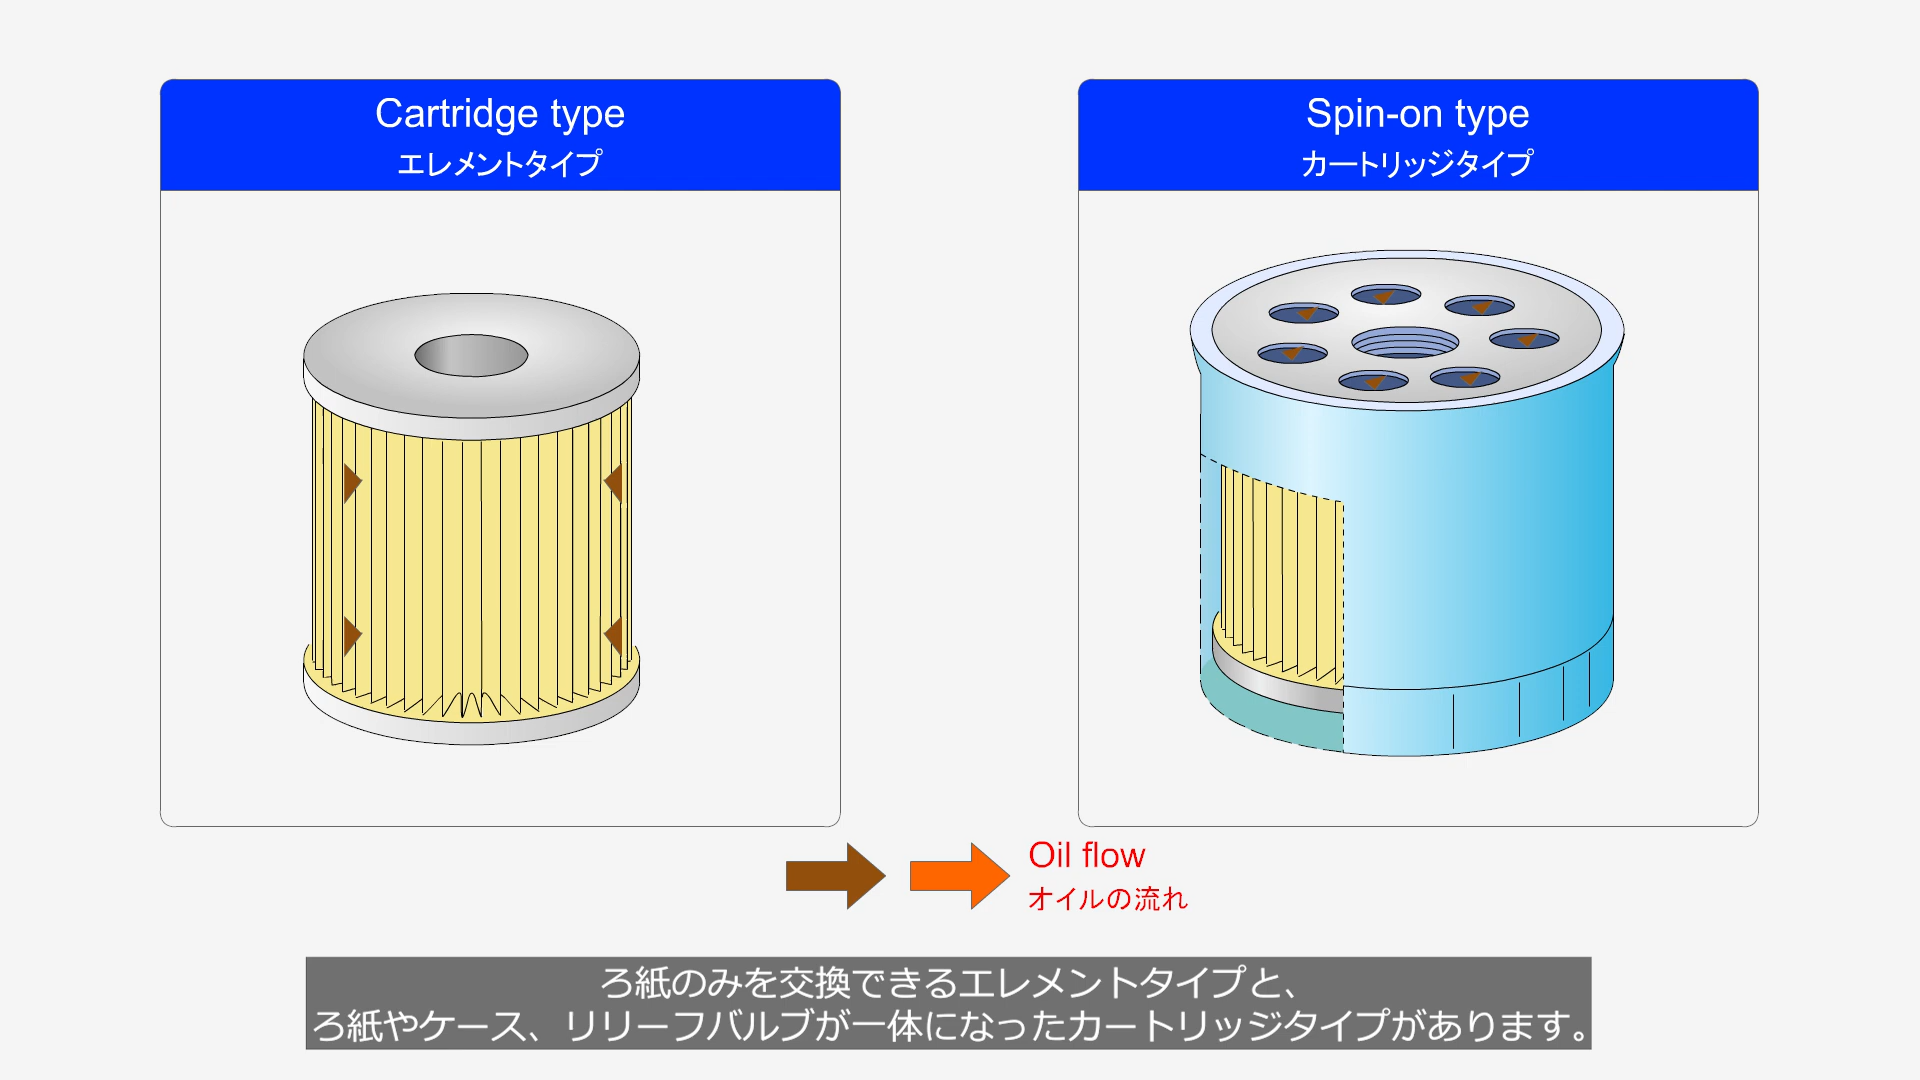 Cartridge type
エレメントタイプ
Spin-on type
カートリッジタイプ
Oil flow
オイルの流れ
ろ紙のみを交換できるエレメントタイプと、
ろ紙やケース、リリーフバルブが一体になったカートリッジタイプがあります。